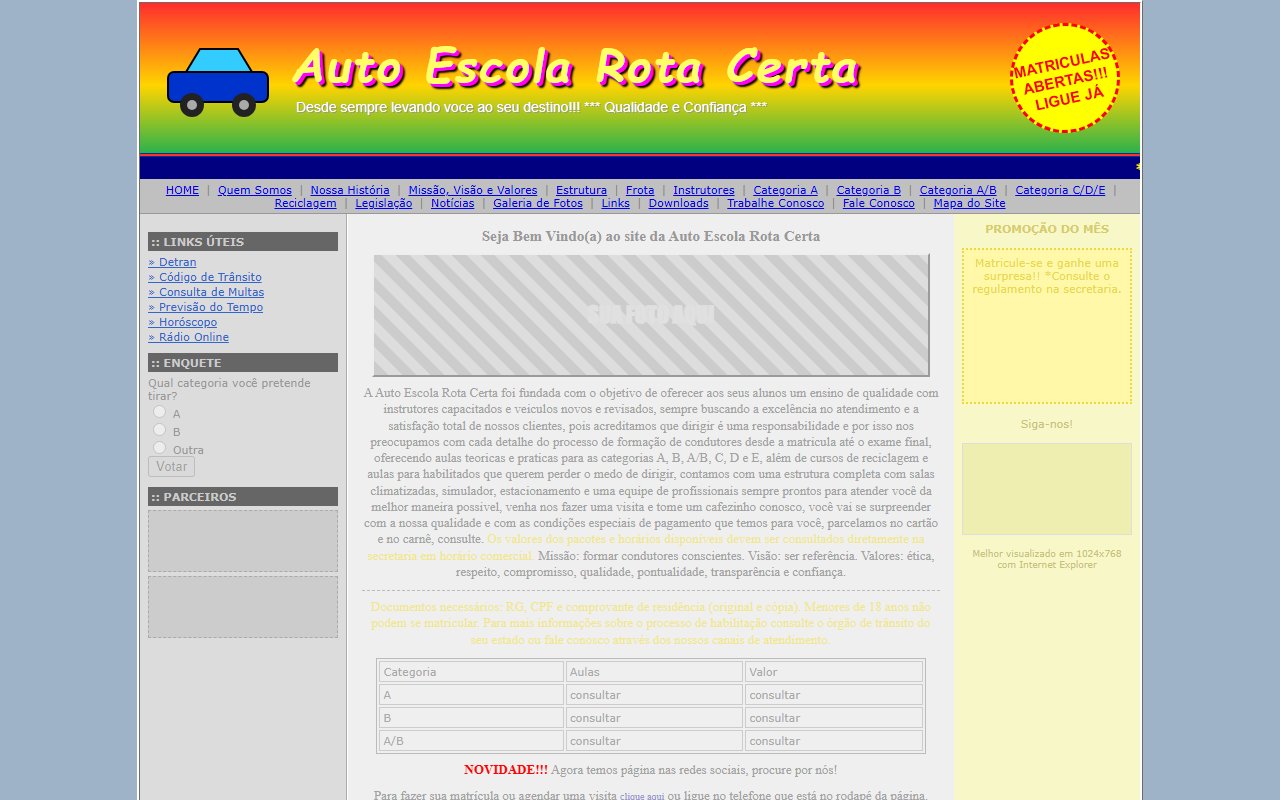 Auto Escola Rota Certa
Desde sempre levando voce ao seu destino!!! *** Qualidade e Confiança ***
MATRICULAS
ABERTAS!!!
LIGUE JÁ
HOME | Quem Somos | Nossa História | Missão, Visão e Valores | Estrutura | Frota | Instrutores | Categoria A | Categoria B | Categoria A/B | Categoria C/D/E |
Reciclagem | Legislação | Notícias | Galeria de Fotos | Links | Downloads | Trabalhe Conosco | Fale Conosco | Mapa do Site
:: LINKS ÚTEIS
» Detran
» Código de Trânsito
» Consulta de Multas
» Previsão do Tempo
» Horóscopo
» Rádio Online
:: ENQUETE
Qual categoria você pretende
tirar?
A
B
Outra
Votar
:: PARCEIROS
Seja Bem Vindo(a) ao site da Auto Escola Rota Certa
SUA FOTO AQUI
A Auto Escola Rota Certa foi fundada com o objetivo de oferecer aos seus alunos um ensino de qualidade com
instrutores capacitados e veiculos novos e revisados, sempre buscando a excelência no atendimento e a
satisfação total de nossos clientes, pois acreditamos que dirigir é uma responsabilidade e por isso nos
preocupamos com cada detalhe do processo de formação de condutores desde a matricula até o exame final,
oferecendo aulas teoricas e praticas para as categorias A, B, A/B, C, D e E, além de cursos de reciclagem e
aulas para habilitados que querem perder o medo de dirigir, contamos com uma estrutura completa com salas
climatizadas, simulador, estacionamento e uma equipe de profissionais sempre prontos para atender você da
melhor maneira possivel, venha nos fazer uma visita e tome um cafezinho conosco, você vai se surpreender
com a nossa qualidade e com as condições especiais de pagamento que temos para você, parcelamos no cartão
e no carnê, consulte. Os valores dos pacotes e horários disponíveis devem ser consultados diretamente na
secretaria em horário comercial. Missão: formar condutores conscientes. Visão: ser referência. Valores: ética,
respeito, compromisso, qualidade, pontualidade, transparência e confiança.
Documentos necessários: RG, CPF e comprovante de residência (original e cópia). Menores de 18 anos não
podem se matricular. Para mais informações sobre o processo de habilitação consulte o órgão de trânsito do
seu estado ou fale conosco através dos nossos canais de atendimento.
Categoria Aulas Valor
A consultar consultar
B consultar consultar
A/B consultar consultar
NOVIDADE!!! Agora temos página nas redes sociais, procure por nós!
Para fazer sua matrícula ou agendar uma visita clique aqui ou ligue no telefone que está no rodapé da página.
PROMOÇÃO DO MÊS
Matricule-se e ganhe uma
surpresa!! *Consulte o
regulamento na secretaria.
Siga-nos!
Melhor visualizado em 1024x768
com Internet Explorer